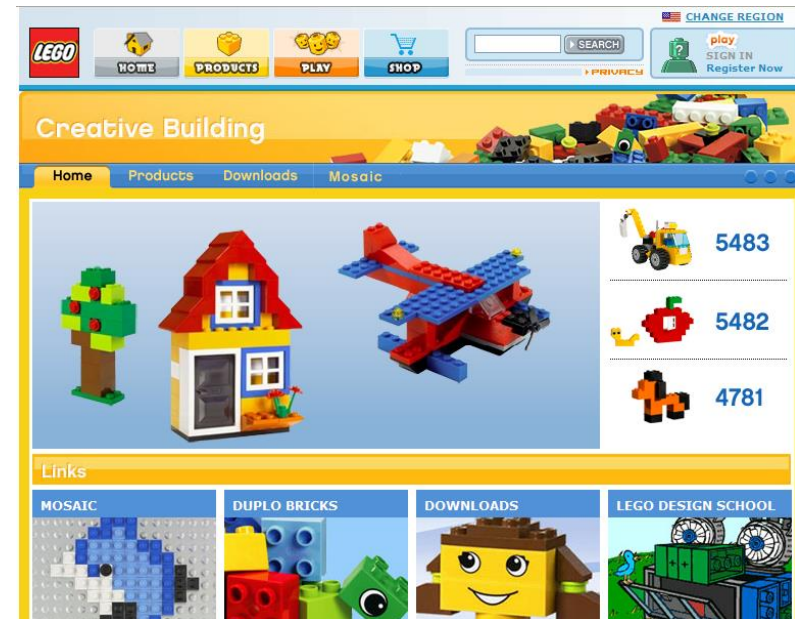 CHANGE REGION
LEGO
HOME
PRODUCTS
PLAY
SHOP
SEARCH
PRIVACY
play
SIGN IN
Register Now
Creative Building
Home
Products
Downloads
Mosaic
5483
5482
4781
Links
MOSAIC
DUPLO BRICKS
DOWNLOADS
LEGO DESIGN SCHOOL